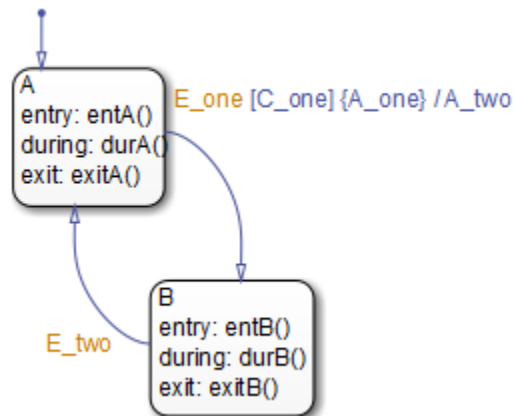 A
entry: entA()
during: durA()
exit: exitA()
E_one [C_one] {A_one} / A_two
B
entry: entB()
during: durB()
exit: exitB()
E_two